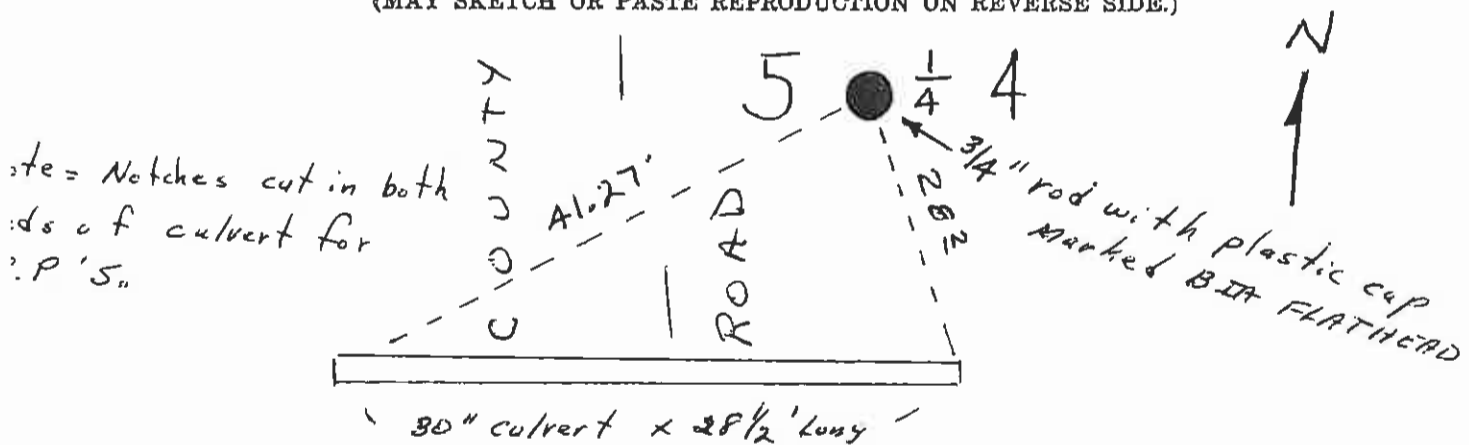 (MAY SKETCH OR PASTE REPRODUCTION ON REVERSE SIDE.)
N
5 1/4 4
COUNTY
ROAD
Notches cut in both
of culvert for
41.27'
3/4" rod with plastic cap
Marked BIA FLATHEAD
30" culvert x 28 1/2' Long